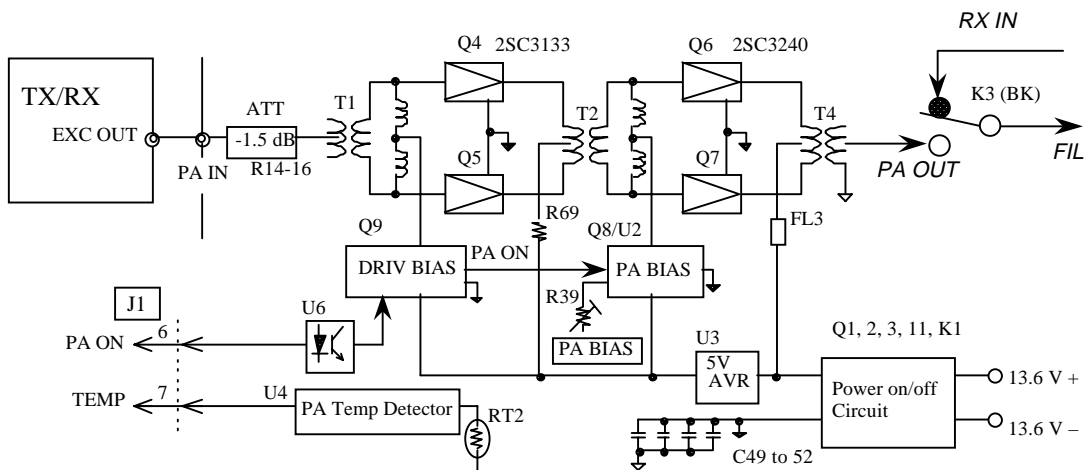 RX IN
Q4 2SC3133
Q6 2SC3240
TX/RX
EXC OUT
ATT
-1.5 dB
R14-16
PA IN
T1
T2
T4
K3 (BK)
PA OUT
FIL
Q5
Q7
R69
FL3
Q9
DRIV BIAS
PA ON
Q8/U2
PA BIAS
R39
PA BIAS
J1
U6
PA ON
6
U3
5V
AVR
Q1, 2, 3, 11, K1
Power on/off
Circuit
13.6 V +
13.6 V –
TEMP
7
U4
PA Temp Detector
RT2
C49 to 52